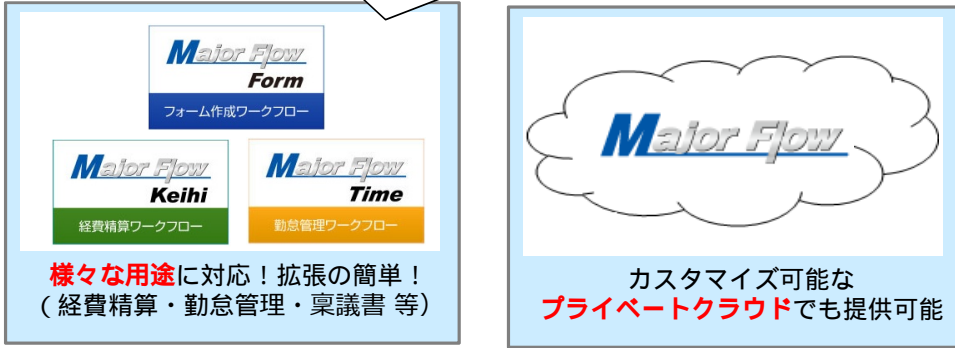 Major Flow
Form
フォーム作成ワークフロー
Major Flow
Keihi
経費精算ワークフロー
Major Flow
Time
勤怠管理ワークフロー
様々な用途に対応！拡張の簡単！
（経費精算・勤怠管理・稟議書 等）
Major Flow
カスタマイズ可能な
プライベートクラウドでも提供可能